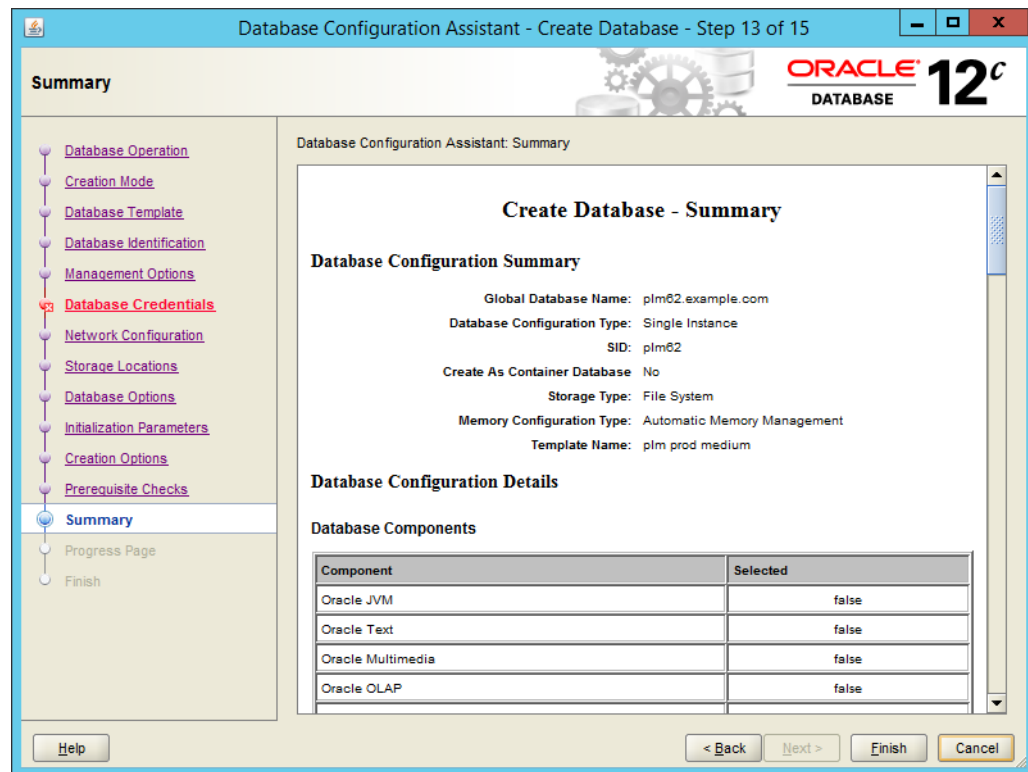 Database Configuration Assistant - Create Database - Step 13 of 15
Summary
ORACLE
DATABASE
12c
Database Operation
Creation Mode
Database Template
Database Identification
Management Options
Database Credentials
Network Configuration
Storage Locations
Database Options
Initialization Parameters
Creation Options
Prerequisite Checks
Summary
Progress Page
Finish
Database Configuration Assistant: Summary
Create Database - Summary
Database Configuration Summary
Global Database Name: plm62.example.com
Database Configuration Type: Single Instance
SID: plm62
Create As Container Database No
Storage Type: File System
Memory Configuration Type: Automatic Memory Management
Template Name: plm prod medium
Database Configuration Details
Database Components
Component Selected
Oracle JVM false
Oracle Text false
Oracle Multimedia false
Oracle OLAP false
Help < Back Next > Finish Cancel